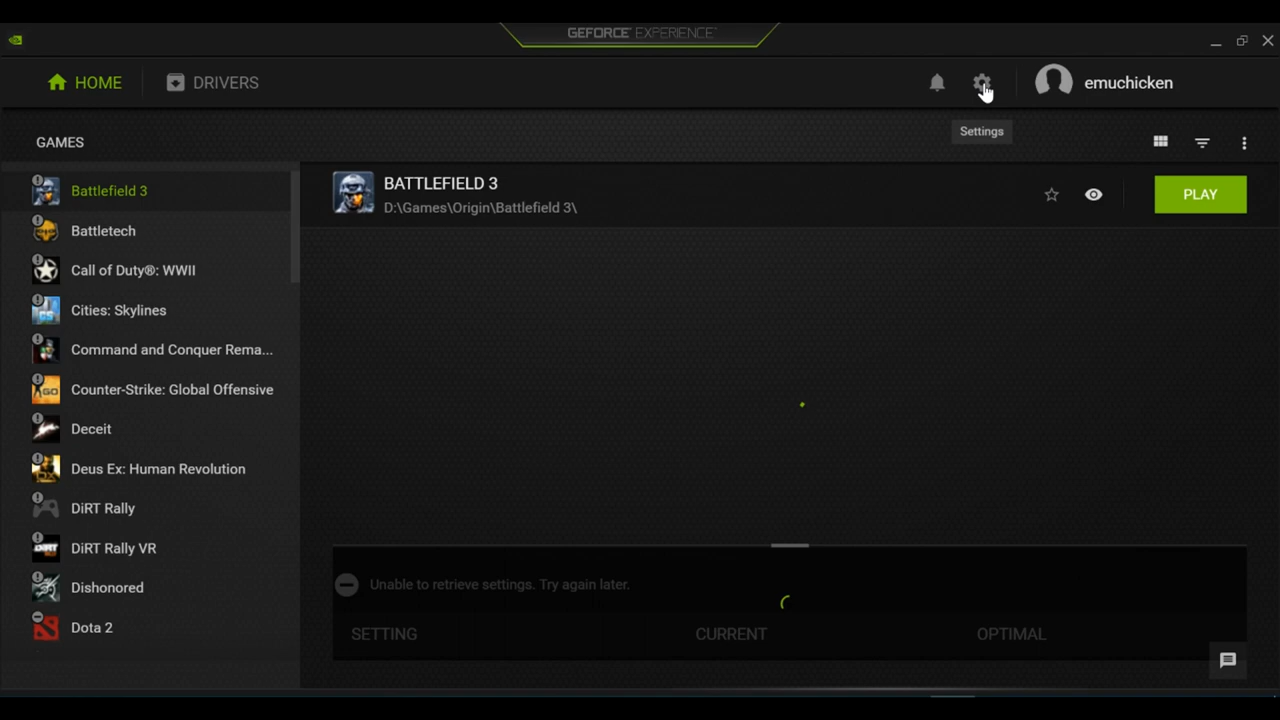 GEFORCE® EXPERIENCE™
HOME
DRIVERS
emuchicken
Settings
GAMES
Battlefield 3
Battletech
Call of Duty®: WWII
Cities: Skylines
Command and Conquer Rema...
Counter-Strike: Global Offensive
Deceit
Deus Ex: Human Revolution
DiRT Rally
DiRT Rally VR
Dishonored
Dota 2
BATTLEFIELD 3
D:\Games\Origin\Battlefield 3\
PLAY
Unable to retrieve settings. Try again later.
SETTING
CURRENT
OPTIMAL